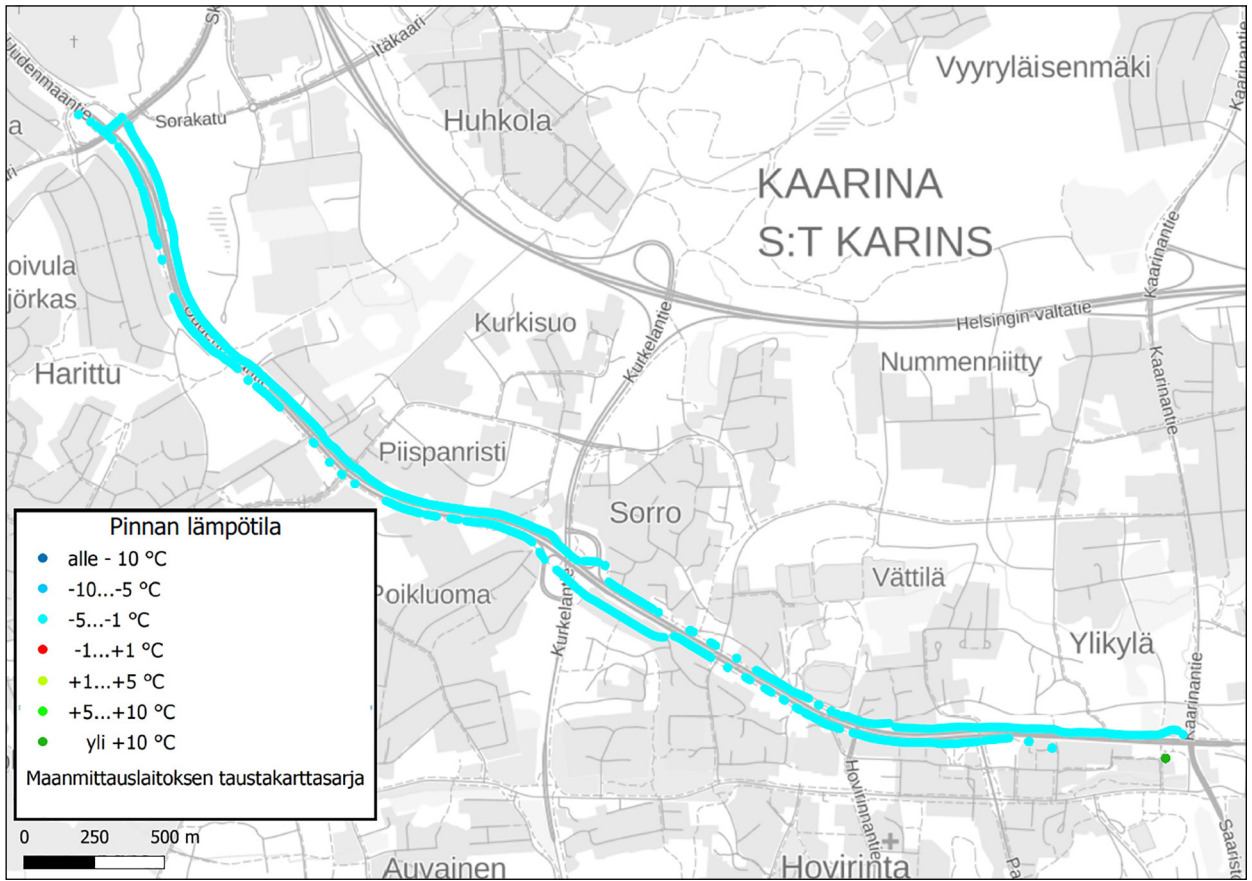 Uudenmaantie
Sorakatu
Itäkaari
Huhkola
Vyyryläisenmäki
Kaarinantie
KAARINA
S:T KARINS
Kaarinantie
Kurkisuo
Kurkelantie
Helsingin valtatie
Nummenniitty
Kaarinantie
Harittu
Piispanristi
Sorro
Vättilä
Poikluoma
Kurkelantie
Ylikylä
Kaarinantie
Hovirinnantie
Auvainen
Hovirinta
Pinnan lämpötila
alle - 10 °C
-10...-5 °C
-5...-1 °C
-1...+1 °C
+1...+5 °C
+5...+10 °C
yli +10 °C
Maanmittauslaitoksen taustakarttasarja
0 250 500 m